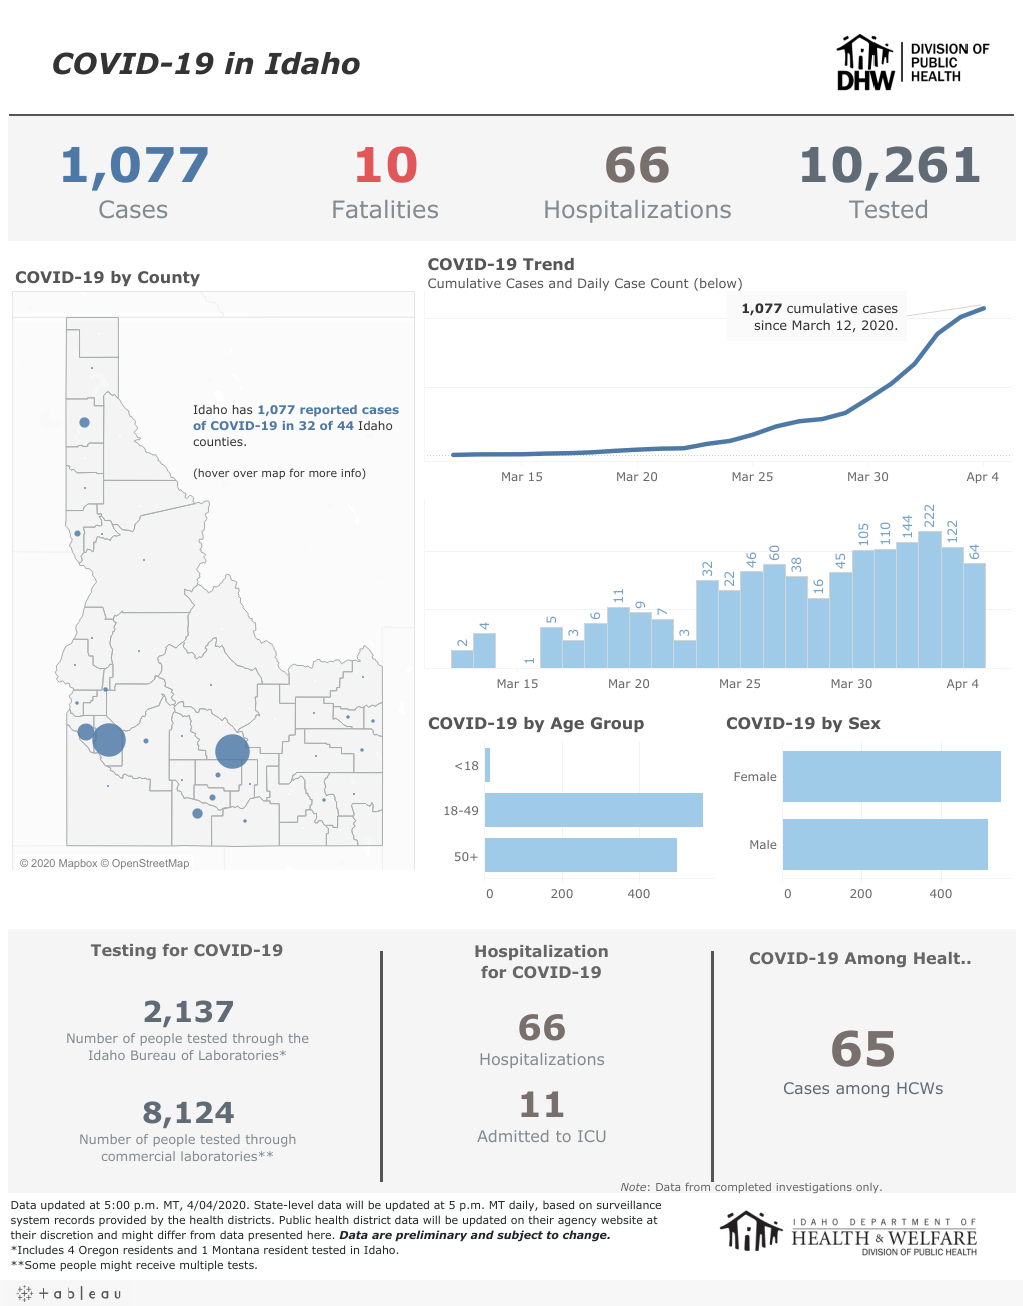 COVID-19 in Idaho
DHW
DIVISION OF
PUBLIC
HEALTH
1,077
Cases
10
Fatalities
66
Hospitalizations
10,261
Tested
COVID-19 by County
Idaho has 1,077 reported cases
of COVID-19 in 32 of 44 Idaho
counties.
(hover over map for more info)
© 2020 Mapbox © OpenStreetMap
COVID-19 Trend
Cumulative Cases and Daily Case Count (below)
1,077 cumulative cases
since March 12, 2020.
Mar 15 Mar 20 Mar 25 Mar 30 Apr 4
2 4 1 5 3 6 11 9 7 3 32 22 46 60 38 16 45 105 110 144 222 122 64
Mar 15 Mar 20 Mar 25 Mar 30 Apr 4
COVID-19 by Age Group
<18
18-49
50+
0 200 400
COVID-19 by Sex
Female
Male
0 200 400
Testing for COVID-19
2,137
Number of people tested through the
Idaho Bureau of Laboratories*
8,124
Number of people tested through
commercial laboratories**
Hospitalization
for COVID-19
66
Hospitalizations
11
Admitted to ICU
COVID-19 Among Healt..
65
Cases among HCWs
Note: Data from completed investigations only.
Data updated at 5:00 p.m. MT, 4/04/2020. State-level data will be updated at 5 p.m. MT daily, based on surveillance
system records provided by the health districts. Public health district data will be updated on their agency website at
their discretion and might differ from data presented here. Data are preliminary and subject to change.
*Includes 4 Oregon residents and 1 Montana resident tested in Idaho.
**Some people might receive multiple tests.
IDAHO DEPARTMENT OF
HEALTH & WELFARE
DIVISION OF PUBLIC HEALTH
+ableau